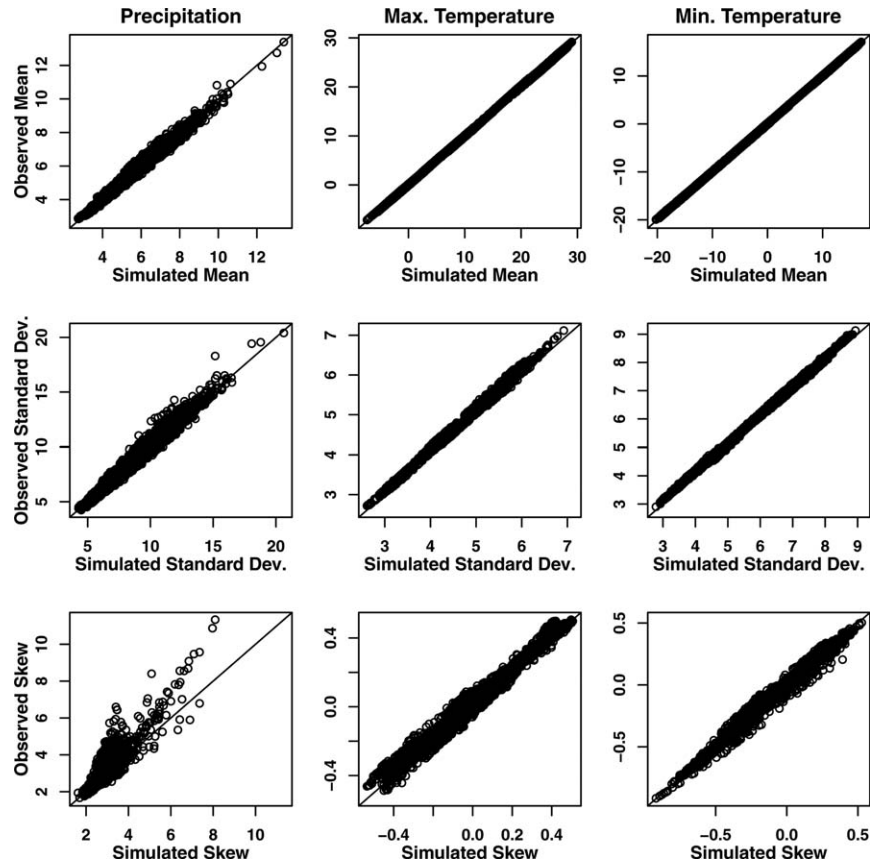 Precipitation Max. Temperature Min. Temperature
Observed Mean
4 6 8 10 12
4 6 8 10 12
Simulated Mean
0 10 20 30
0 10 20 30
Simulated Mean
−20 −10 0 10
−20 −10 0 10
Simulated Mean
Observed Standard Dev.
5 10 15 20
5 10 15 20
Simulated Standard Dev.
3 4 5 6 7
3 4 5 6 7
Simulated Standard Dev.
3 4 5 6 7 8 9
3 4 5 6 7 8 9
Simulated Standard Dev.
Observed Skew
2 4 6 8 10
2 4 6 8 10
Simulated Skew
−0.4 0.0 0.4
−0.4 0.0 0.2 0.4
Simulated Skew
−0.5 0.0 0.5
−0.5 0.0 0.5
Simulated Skew